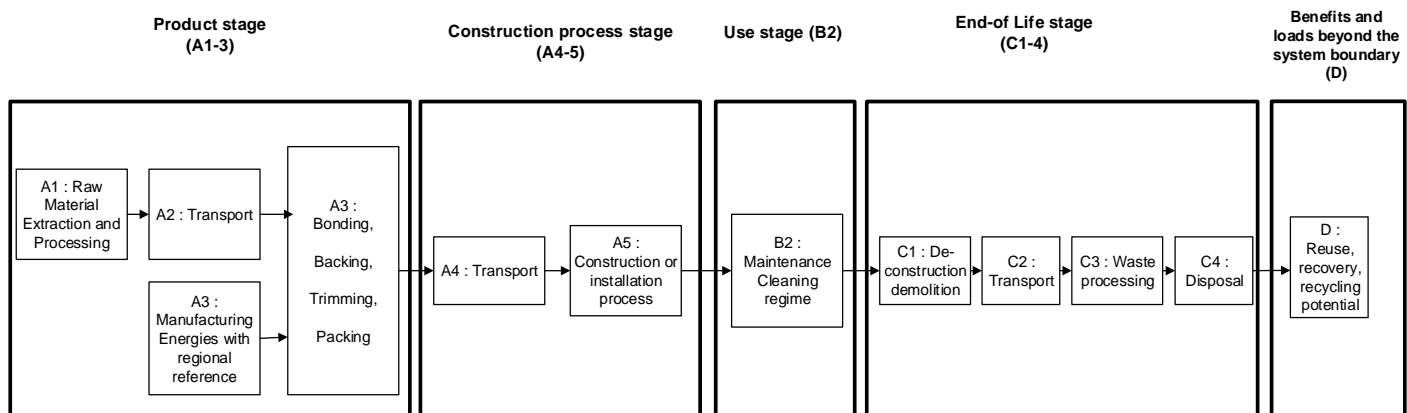 Product stage
(A1-3)
Construction process stage
(A4-5)
Use stage (B2)
End-of Life stage
(C1-4)
Benefits and
loads beyond the
system boundary
(D)
A1 : Raw
Material
Extraction and
Processing
A2 : Transport
A3 :
Manufacturing
Energies with
regional
reference
A3 :
Bonding,
Backing,
Trimming,
Packing
A4 : Transport
A5 :
Construction or
installation
process
B2 :
Maintenance
Cleaning
regime
C1 : De-
construction
demolition
C2 :
Transport
C3 : Waste
processing
C4 :
Disposal
D :
Reuse,
recovery,
recycling
potential